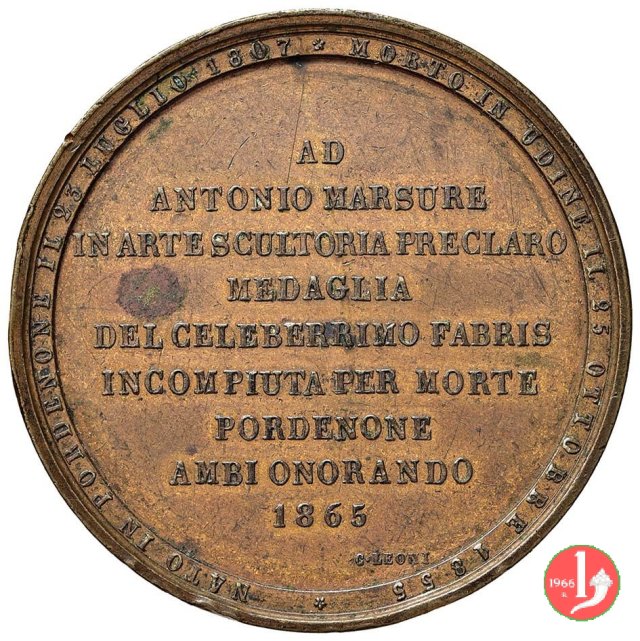 NATO IN PORDENONE IL 23 LUGLIO 1807 * MORTO IN UDINE IL 25 OTTOBRE 1855 *
AD
ANTONIO MARSURE
IN ARTE SCULTORIA PRECLARO
MEDAGLIA
DEL CELEBERRIMO FABRIS
INCOMPIUTA PER MORTE
PORDENONE
AMBI ONORANDO
1865
C. LEONI
1966